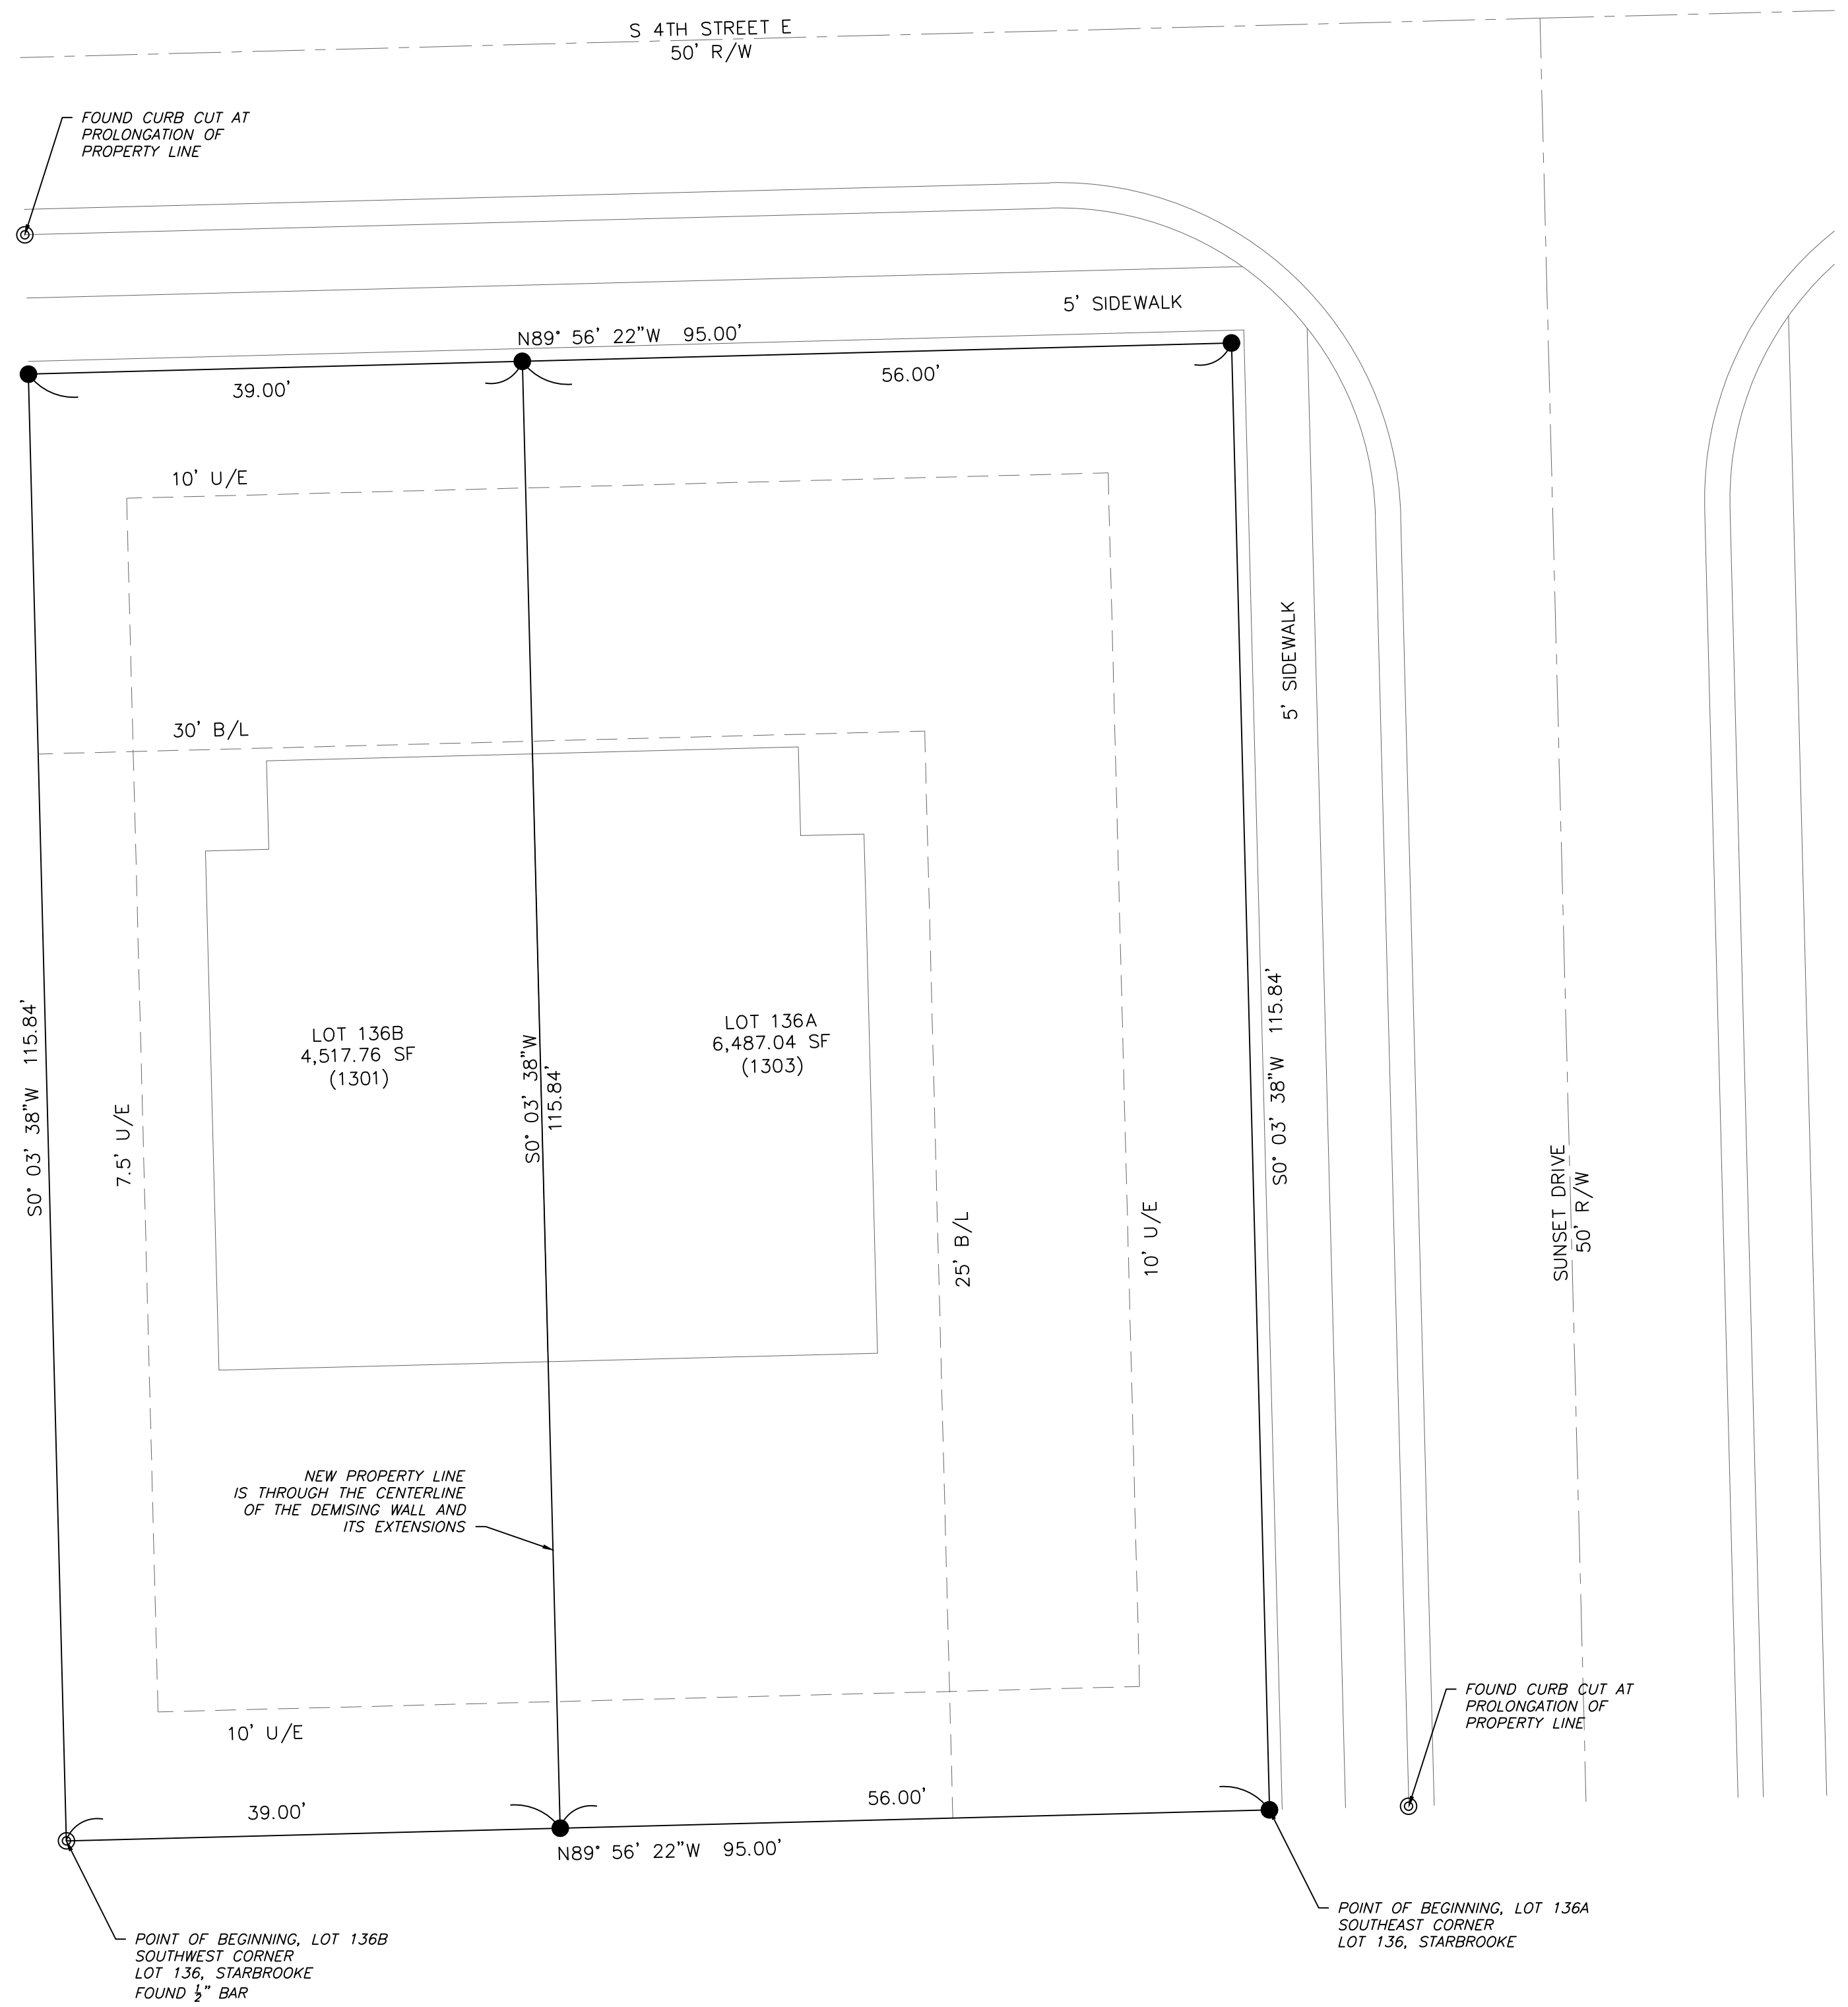 S 4TH STREET E
50' R/W
FOUND CURB CUT AT
PROLONGATION OF
PROPERTY LINE
5' SIDEWALK
N89° 56' 22"W 95.00'
39.00'
56.00'
10' U/E
5' SIDEWALK
30' B/L
S0° 03' 38"W 115.84'
7.5' U/E
LOT 136B
4,517.76 SF
(1301)
S0° 03' 38"W
115.84'
LOT 136A
6,487.04 SF
(1303)
25' B/L
10' U/E
S0° 03' 38"W 115.84'
SUNSET DRIVE
50' R/W
NEW PROPERTY LINE
IS THROUGH THE CENTERLINE
OF THE DEMISING WALL AND
ITS EXTENSIONS
10' U/E
FOUND CURB CUT AT
PROLONGATION OF
PROPERTY LINE
39.00'
56.00'
N89° 56' 22"W 95.00'
POINT OF BEGINNING, LOT 136B
SOUTHWEST CORNER
LOT 136, STARBROOKE
FOUND ½" BAR
POINT OF BEGINNING, LOT 136A
SOUTHEAST CORNER
LOT 136, STARBROOKE